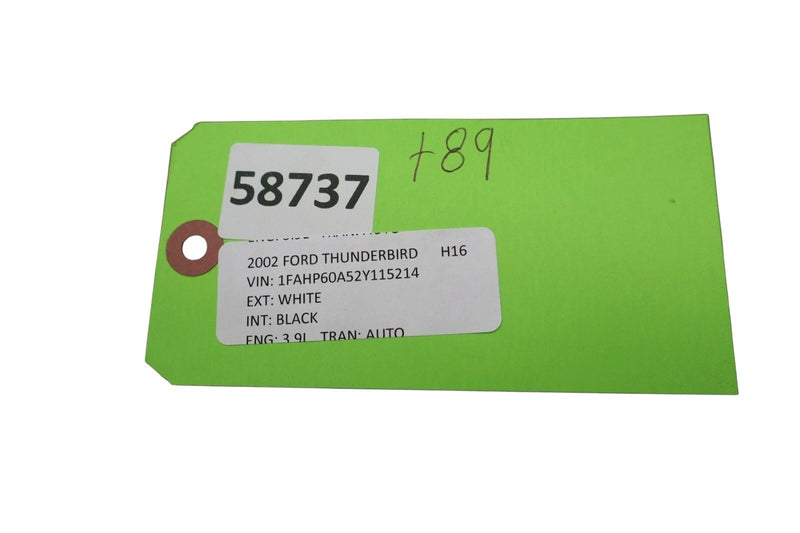 +89
58737
2002 FORD THUNDERBIRD H16
VIN: 1FAHP60A52Y115214
EXT: WHITE
INT: BLACK
ENG: 3.9L TRAN: AUTO